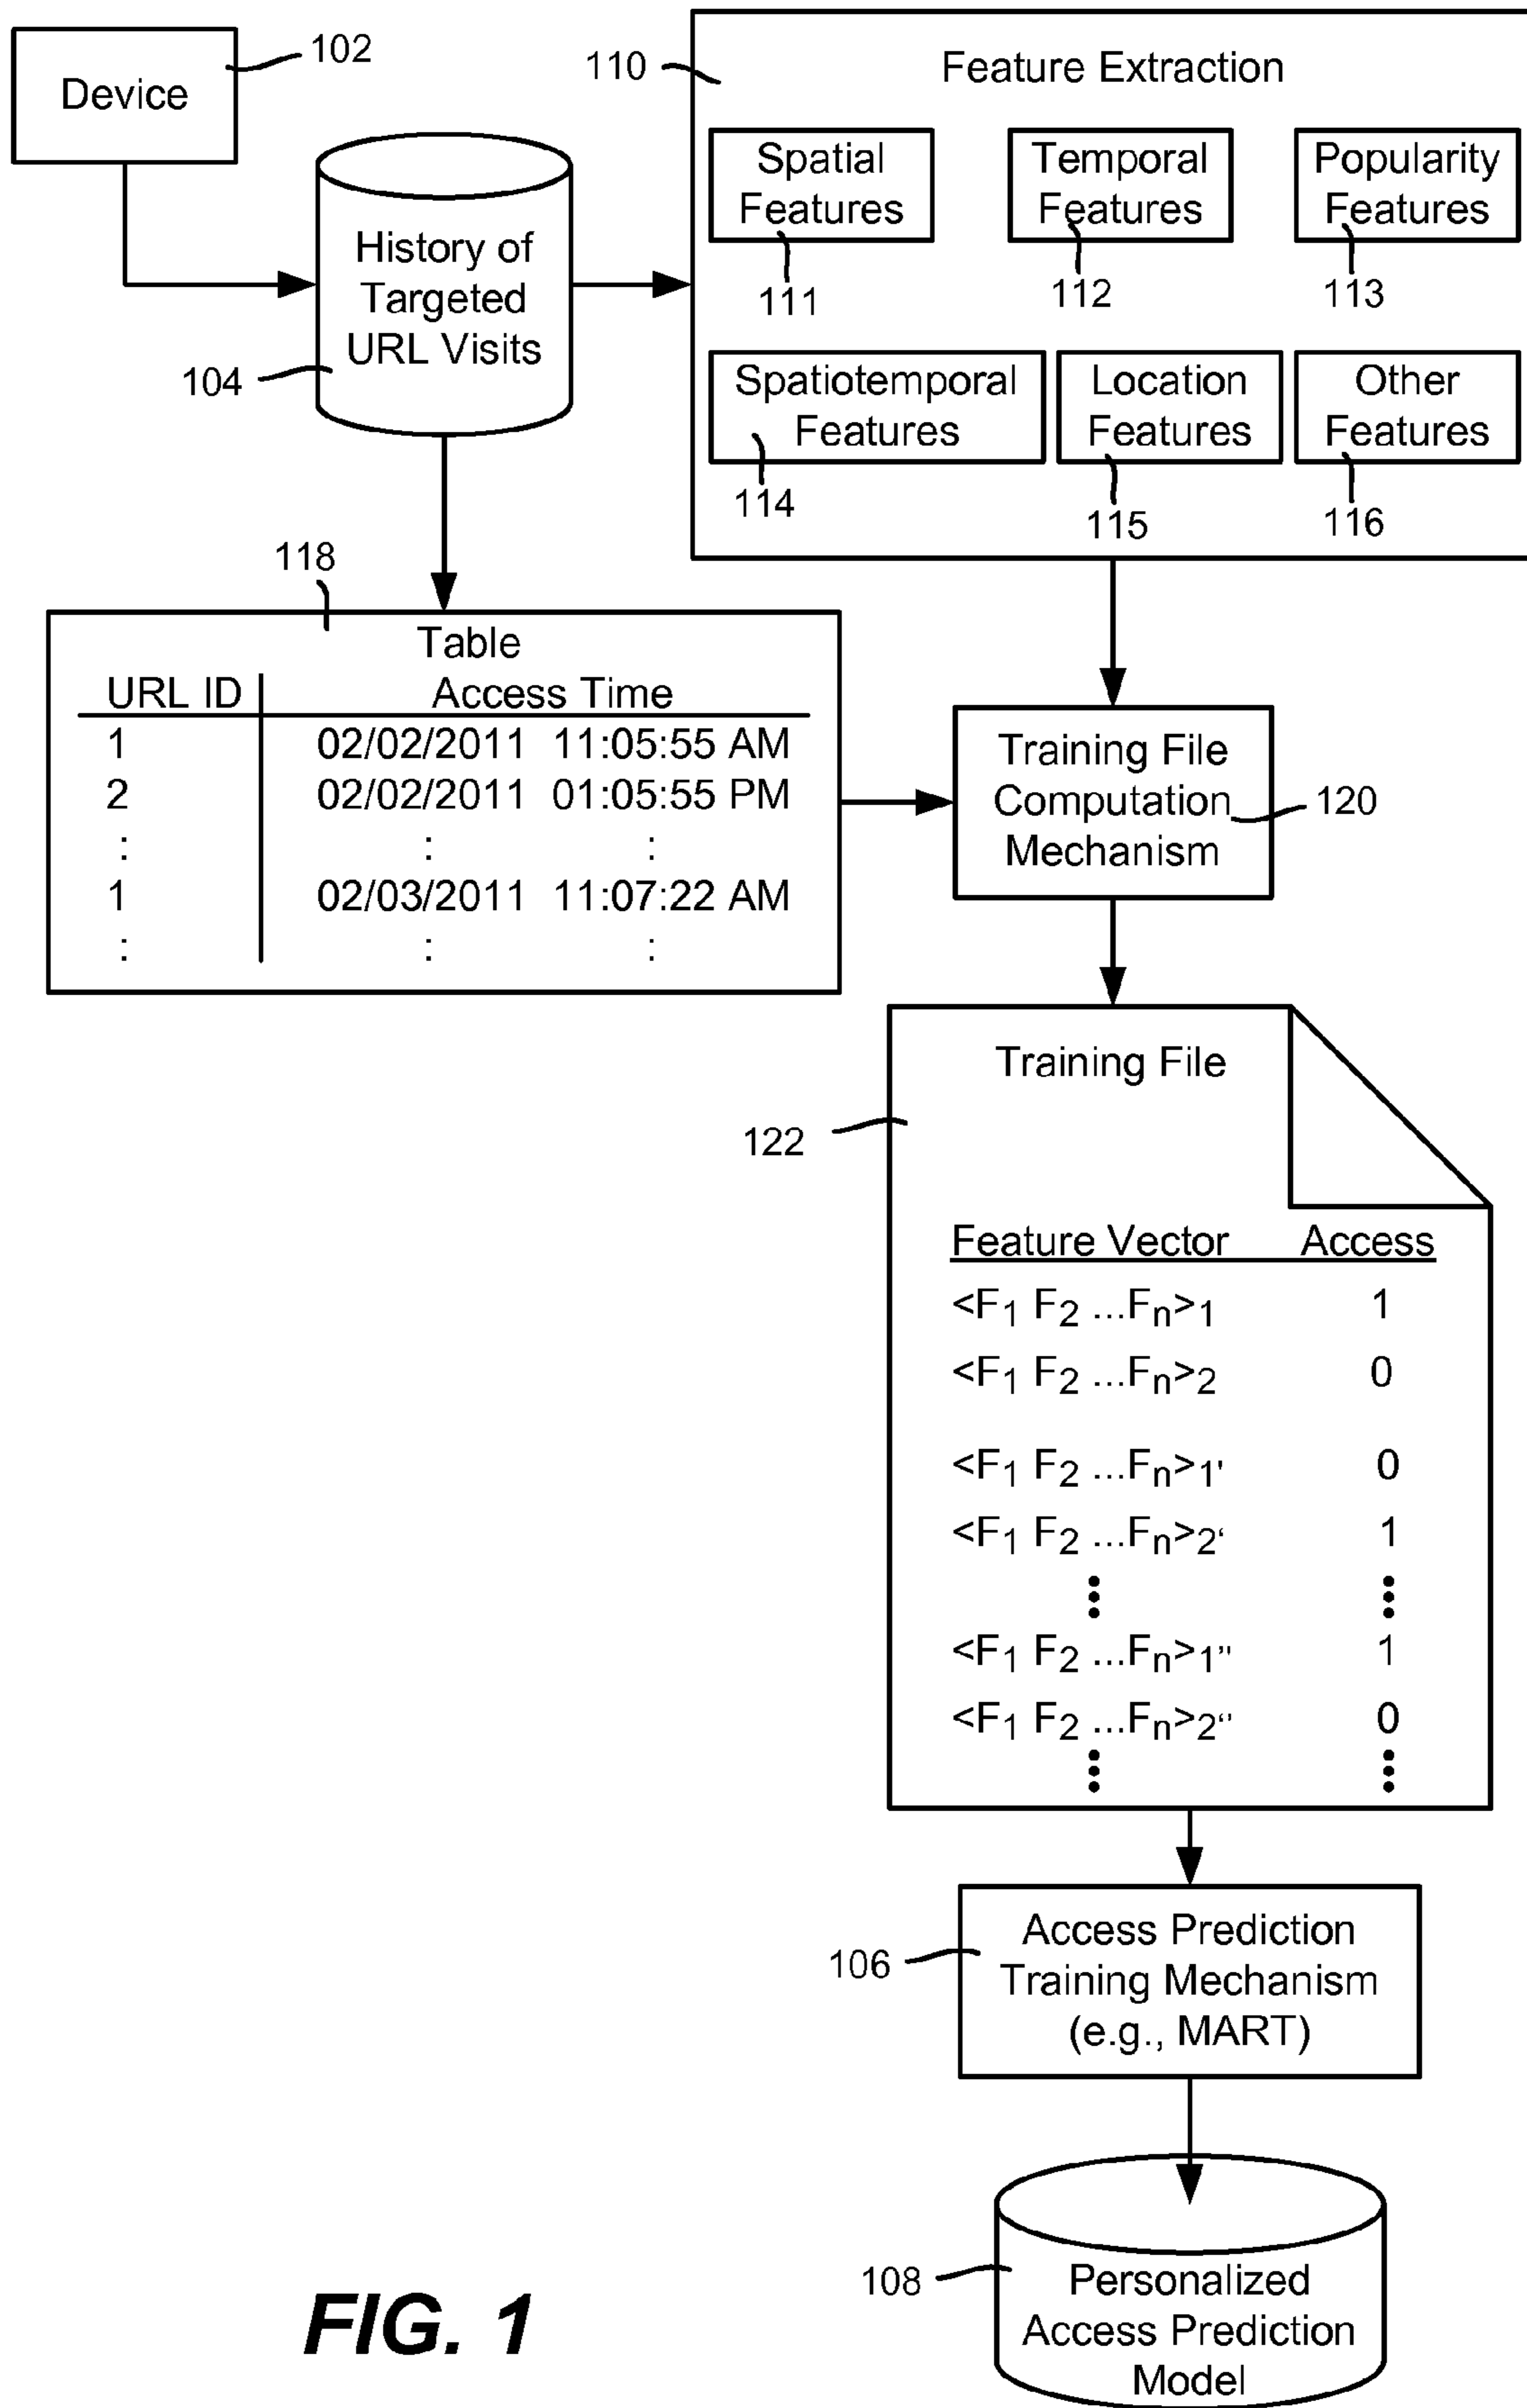 Device
102
History of
Targeted
URL Visits
104
110
Feature Extraction
Spatial
Features
111
Temporal
Features
112
Popularity
Features
113
Spatiotemporal
Features
114
Location
Features
115
Other
Features
116
118
Table
URL ID Access Time
1 02/02/2011 11:05:55 AM
2 02/02/2011 01:05:55 PM
: : :
1 02/03/2011 11:07:22 AM
: : :
Training File
Computation
Mechanism
120
Training File
122
Feature Vector Access
<F₁ F₂ ...Fₙ>₁ 1
<F₁ F₂ ...Fₙ>₂ 0
<F₁ F₂ ...Fₙ>₁' 0
<F₁ F₂ ...Fₙ>₂‘ 1
<F₁ F₂ ...Fₙ>₁” 1
<F₁ F₂ ...Fₙ>₂‘’ 0
106
Access Prediction
Training Mechanism
(e.g., MART)
108
Personalized
Access Prediction
Model
FIG. 1